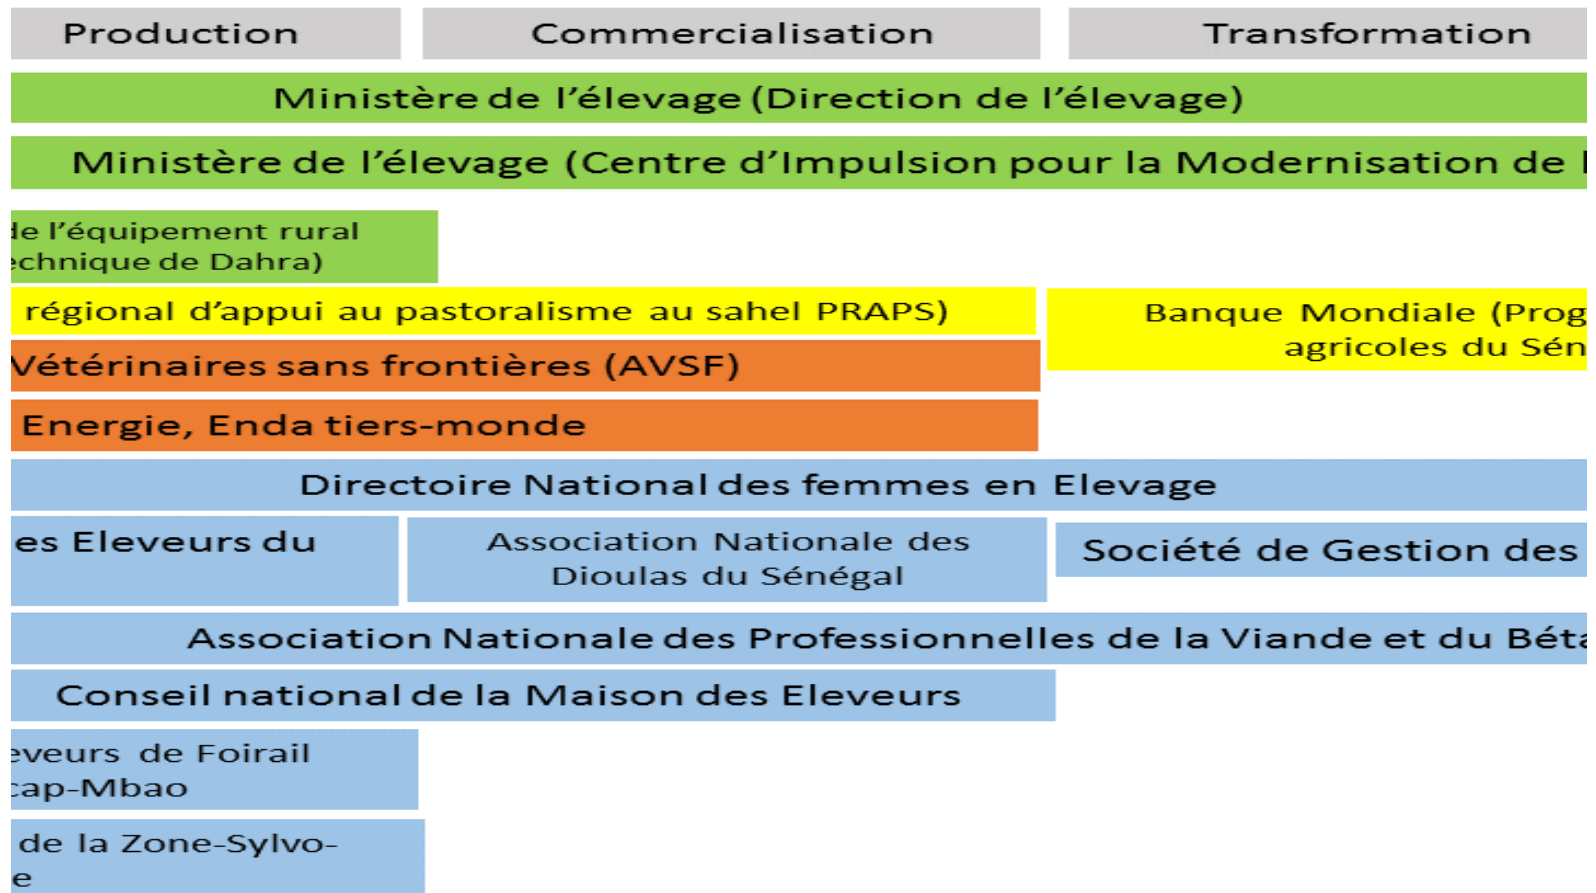 Production Commercialisation Transformation
Ministère de l'élevage (Direction de l'élevage)
Ministère de l'élevage (Centre d'Impulsion pour la Modernisation de
de l'équipement rural
echnique de Dahra)
régional d'appui au pastoralisme au sahel PRAPS)
Banque Mondiale (Prog
agricoles du Sén
Vétérinaires sans frontières (AVSF)
Energie, Enda tiers-monde
Directoire National des femmes en Elevage
es Eleveurs du
Association Nationale des
Dioulas du Sénégal
Société de Gestion des
Association Nationale des Professionnelles de la Viande et du Béta
Conseil national de la Maison des Eleveurs
eveurs de Foirail
cap-Mbao
de la Zone-Sylvo-
e